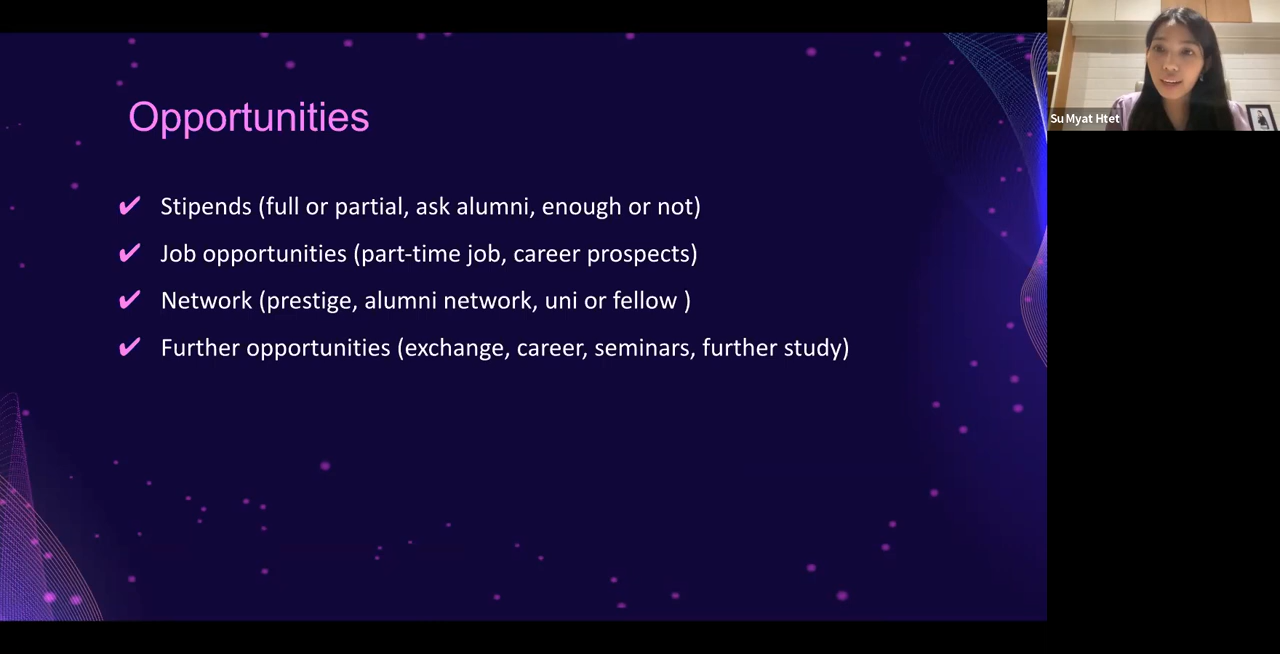 Opportunities
✔ Stipends (full or partial, ask alumni, enough or not)
✔ Job opportunities (part-time job, career prospects)
✔ Network (prestige, alumni network, uni or fellow )
✔ Further opportunities (exchange, career, seminars, further study)
Su Myat Htet